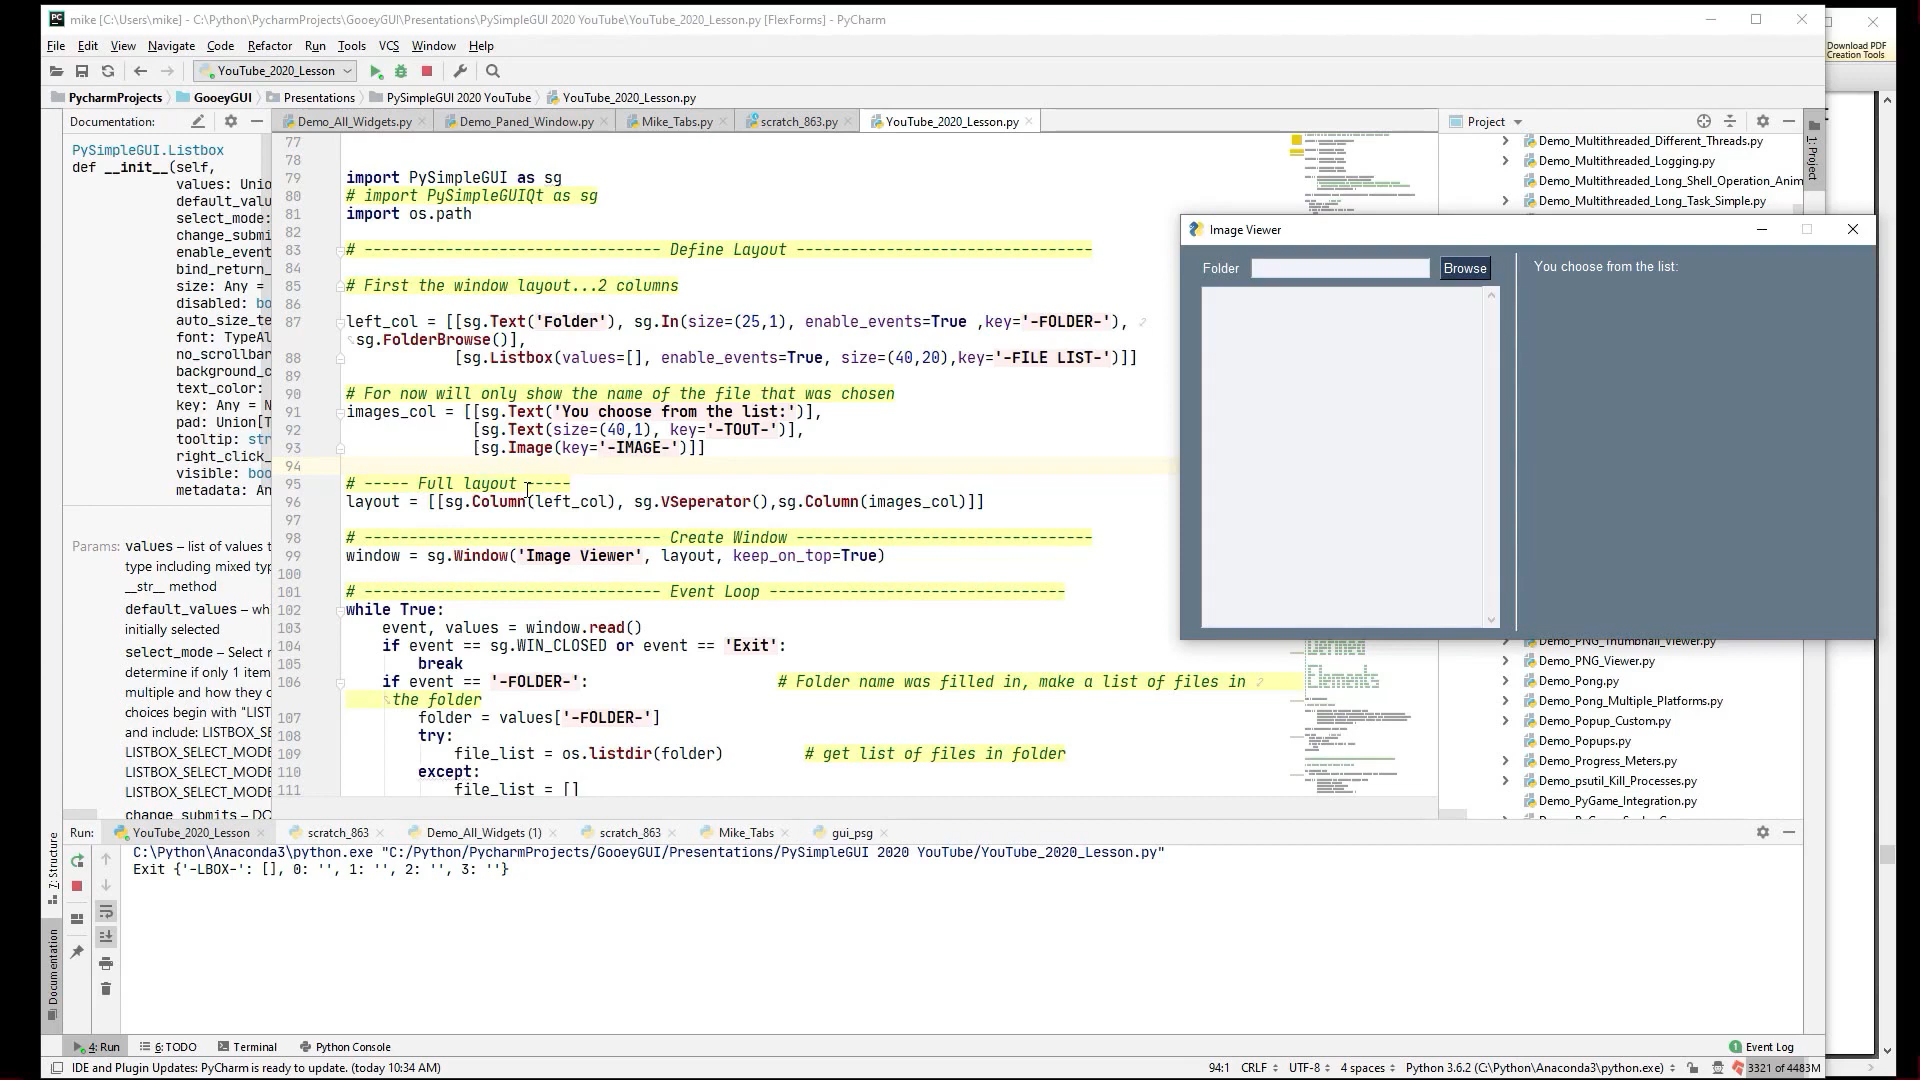 mike [C:\Users\mike] - C:\Python\PycharmProjects\GooeyGUI\Presentations\PySimpleGUI 2020 YouTube\YouTube_2020_Lesson.py [FlexForms] - PyCharm
File Edit View Navigate Code Refactor Run Tools VCS Window Help
Download PDF
Creation Tools
YouTube_2020_Lesson
PycharmProjects GooeyGUI Presentations PySimpleGUI 2020 YouTube YouTube_2020_Lesson.py
Documentation:
Demo_All_Widgets.py Demo_Paned_Window.py Mike_Tabs.py scratch_863.py YouTube_2020_Lesson.py
Project
1: Project
PySimpleGUI.Listbox
def __init__(self,
values: Unio
default_valu
select_mode:
change_submi
enable_event
bind_return_
size: Any =
disabled: bo
auto_size_te
font: TypeAl
no_scrollbar
background_c
text_color:
key: Any = N
pad: Union[T
tooltip: str
right_click_
visible: boo
metadata: An
Params: values – list of values t
type including mixed typ
__str__ method
default_values – wh
initially selected
select_mode – Select r
determine if only 1 item
multiple and how they c
choices begin with "LIST
and include: LISTBOX_SE
LISTBOX_SELECT_MODE
LISTBOX_SELECT_MODE
LISTBOX_SELECT_MODE
change_submits – DO
77
78
79 import PySimpleGUI as sg
80 # import PySimpleGUIQt as sg
81 import os.path
82
83 # --------------------------------- Define Layout ---------------------------------
84
85 # First the window layout...2 columns
86
87 left_col = [[sg.Text('Folder'), sg.In(size=(25,1), enable_events=True ,key='-FOLDER-'),
sg.FolderBrowse()],
88 [sg.Listbox(values=[], enable_events=True, size=(40,20),key='-FILE LIST-')]]
89
90 # For now will only show the name of the file that was chosen
91 images_col = [[sg.Text('You choose from the list:')],
92 [sg.Text(size=(40,1), key='-TOUT-')],
93 [sg.Image(key='-IMAGE-')]]
94
95 # ----- Full layout -----
96 layout = [[sg.Column(left_col), sg.VSeperator(),sg.Column(images_col)]]
97
98 # --------------------------------- Create Window ---------------------------------
99 window = sg.Window('Image Viewer', layout, keep_on_top=True)
100
101 # --------------------------------- Event Loop ---------------------------------
102 while True:
103 event, values = window.read()
104 if event == sg.WIN_CLOSED or event == 'Exit':
105 break
106 if event == '-FOLDER-': # Folder name was filled in, make a list of files in
the folder
107 folder = values['-FOLDER-']
108 try:
109 file_list = os.listdir(folder) # get list of files in folder
110 except:
111 file_list = []
Demo_Multithreaded_Different_Threads.py
Demo_Multithreaded_Logging.py
Demo_Multithreaded_Long_Shell_Operation_Anim
Demo_Multithreaded_Long_Task_Simple.py
Image Viewer
Folder Browse
You choose from the list:
Demo_PNG_Thumbnail_Viewer.py
Demo_PNG_Viewer.py
Demo_Pong.py
Demo_Pong_Multiple_Platforms.py
Demo_Popup_Custom.py
Demo_Popups.py
Demo_Progress_Meters.py
Demo_psutil_Kill_Processes.py
Demo_PyGame_Integration.py
Run: YouTube_2020_Lesson scratch_863 Demo_All_Widgets (1) scratch_863 Mike_Tabs gui_psg
C:\Python\Anaconda3\python.exe "C:/Python/PycharmProjects/GooeyGUI/Presentations/PySimpleGUI 2020 YouTube/YouTube_2020_Lesson.py"
Exit {'-LBOX-': [], 0: '', 1: '', 2: '', 3: ''}
7: Structure
Documentation
4: Run 6: TODO Terminal Python Console
1 Event Log
IDE and Plugin Updates: PyCharm is ready to update. (today 10:34 AM)
94:1 CRLF UTF-8 4 spaces Python 3.6.2 (C:\Python\Anaconda3\python.exe) 3321 of 4483M